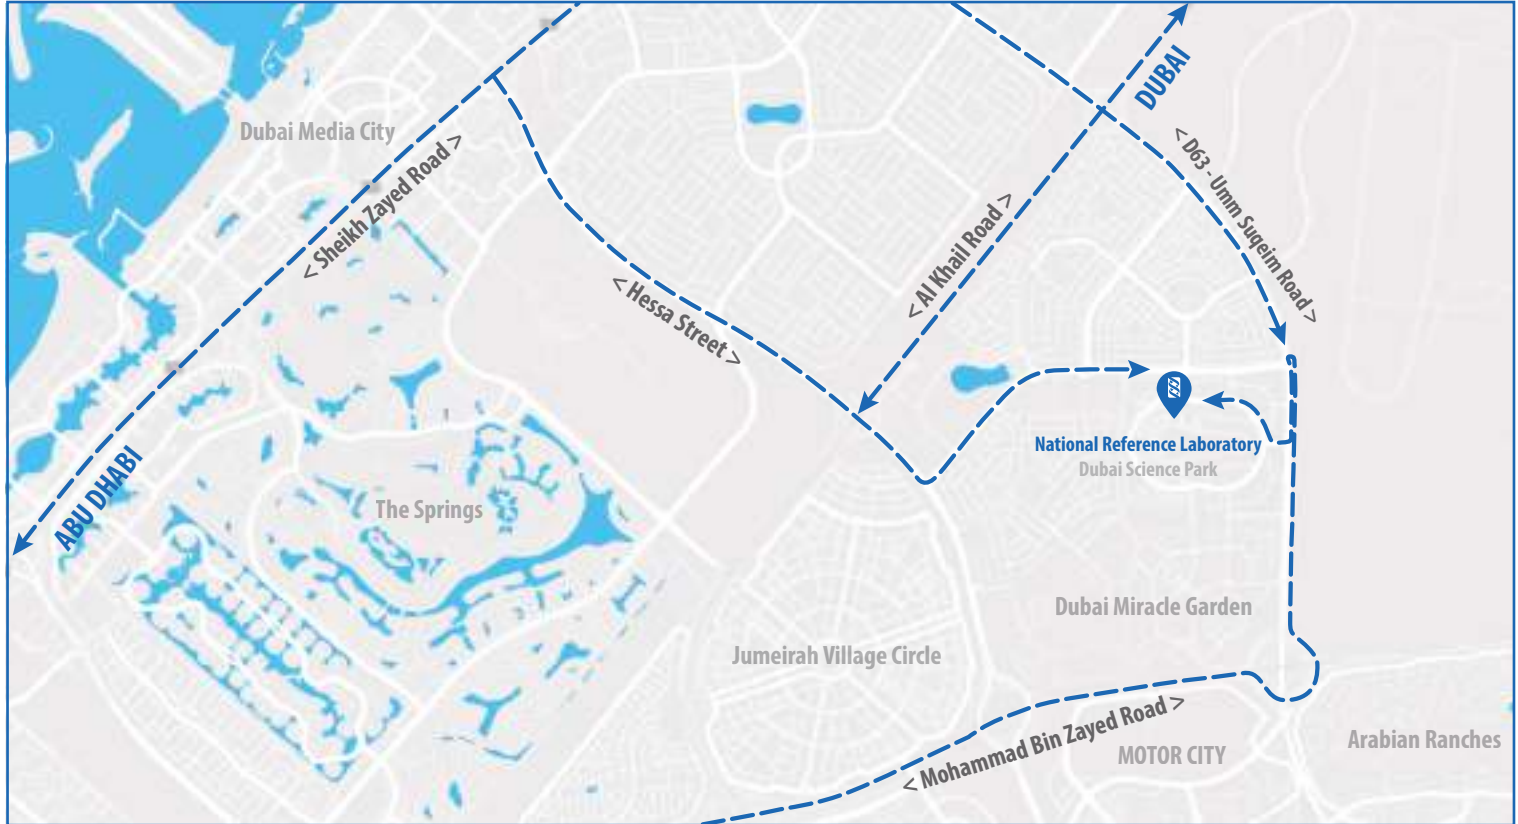 DUBAI
Dubai Media City
< Sheikh Zayed Road >
< D63 - Umm Suqeim Road >
< Al Khail Road >
< Hessa Street >
National Reference Laboratory
Dubai Science Park
ABU DHABI
The Springs
Dubai Miracle Garden
Jumeirah Village Circle
< Mohammad Bin Zayed Road >
MOTOR CITY
Arabian Ranches